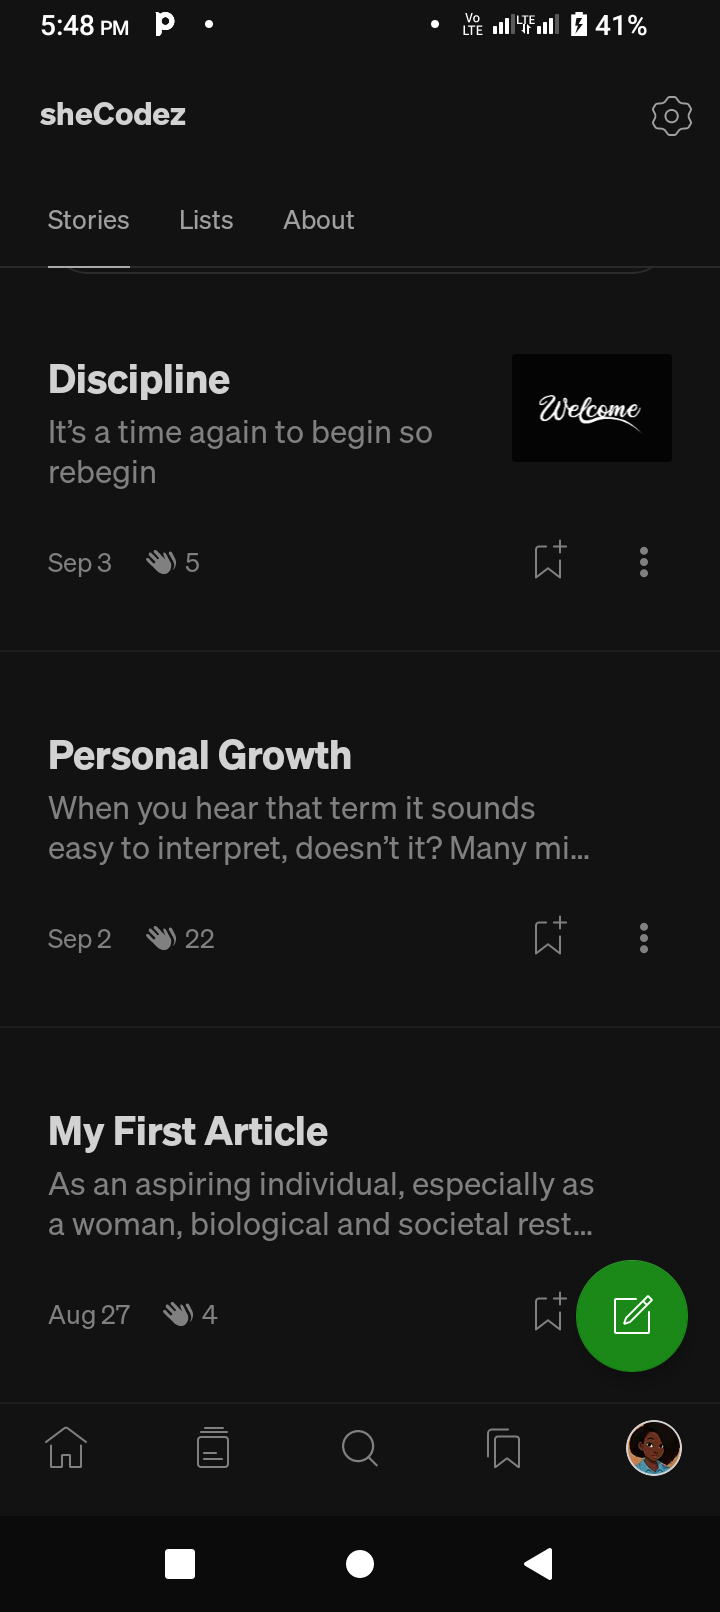 5:48 PM
Vo LTE LTE 41%
sheCodez
Stories Lists About
Discipline
It’s a time again to begin so
rebegin
Welcome
Sep 3 5
Personal Growth
When you hear that term it sounds
easy to interpret, doesn’t it? Many mi...
Sep 2 22
My First Article
As an aspiring individual, especially as
a woman, biological and societal rest...
Aug 27 4